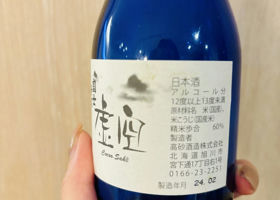 虚空
Cocoo Saké
日本酒
アルコール分
12度以上13度未満
原材料名 米(国産)、
米こうじ(国産米)
精米歩合 60%
製造者
高砂酒造株式会社
北海道旭川市
宮下通17丁目右1号
0166-23-2251
製造年月 24.02